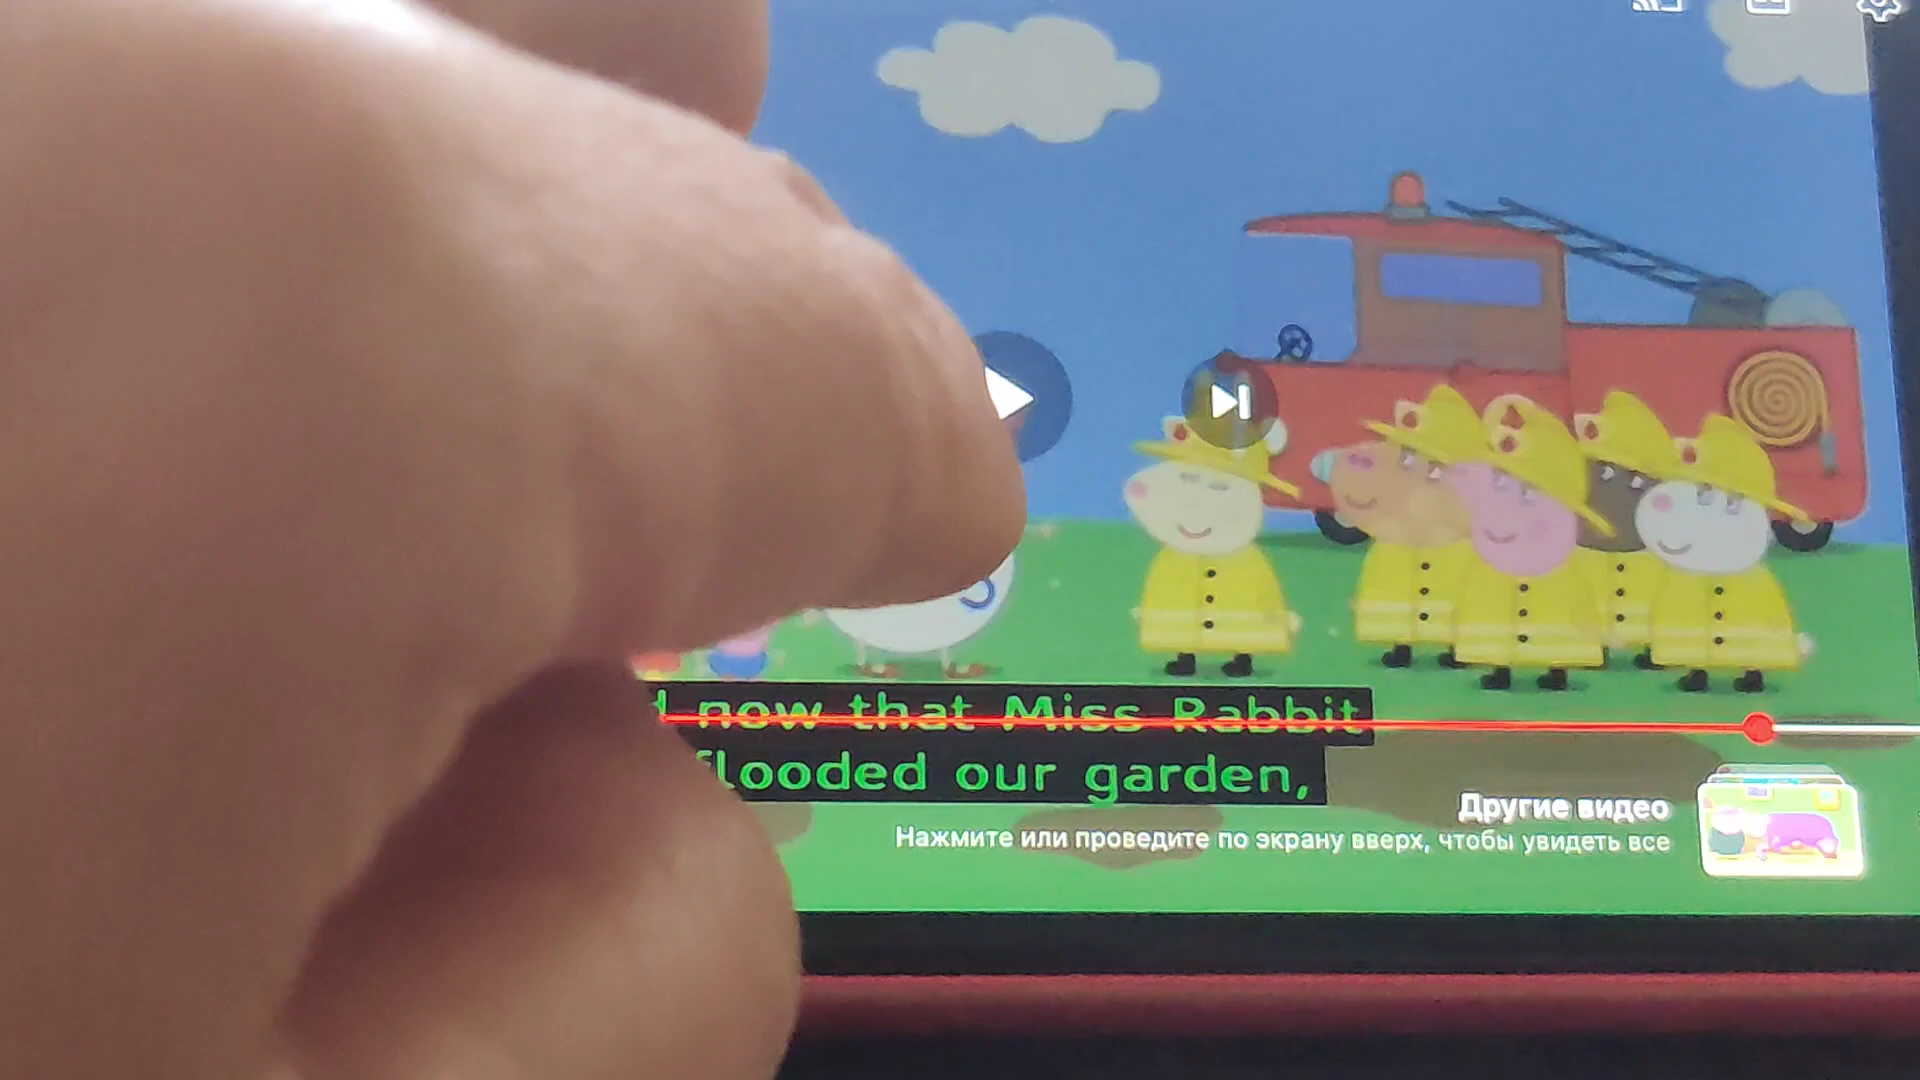 now that Miss Rabbit
flooded our garden,
Другие видео
Нажмите или проведите по экрану вверх, чтобы увидеть все